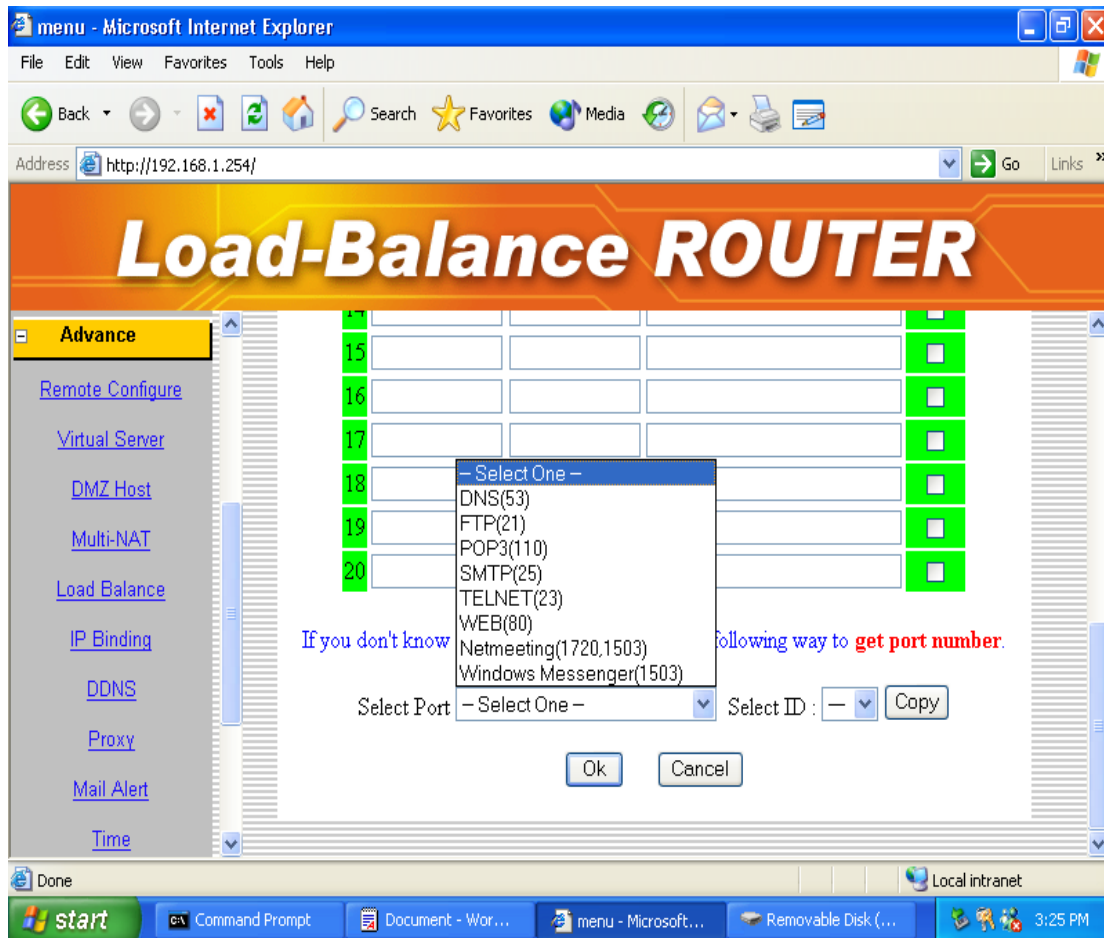 menu - Microsoft Internet Explorer
File Edit View Favorites Tools Help
Back Search Favorites Media
Address http://192.168.1.254/ Go Links »
Load-Balance ROUTER
Advance
Remote Configure
Virtual Server
DMZ Host
Multi-NAT
Load Balance
IP Binding
DDNS
Proxy
Mail Alert
Time
14
15
16
17
18
19
20
– Select One –
DNS(53)
FTP(21)
POP3(110)
SMTP(25)
TELNET(23)
WEB(80)
Netmeeting(1720,1503)
Windows Messenger(1503)
If you don't know following way to get port number.
Select Port – Select One – Select ID : — Copy
Ok Cancel
Done Local intranet
start Command Prompt Document - Wor... menu - Microsoft... Removable Disk (... 3:25 PM